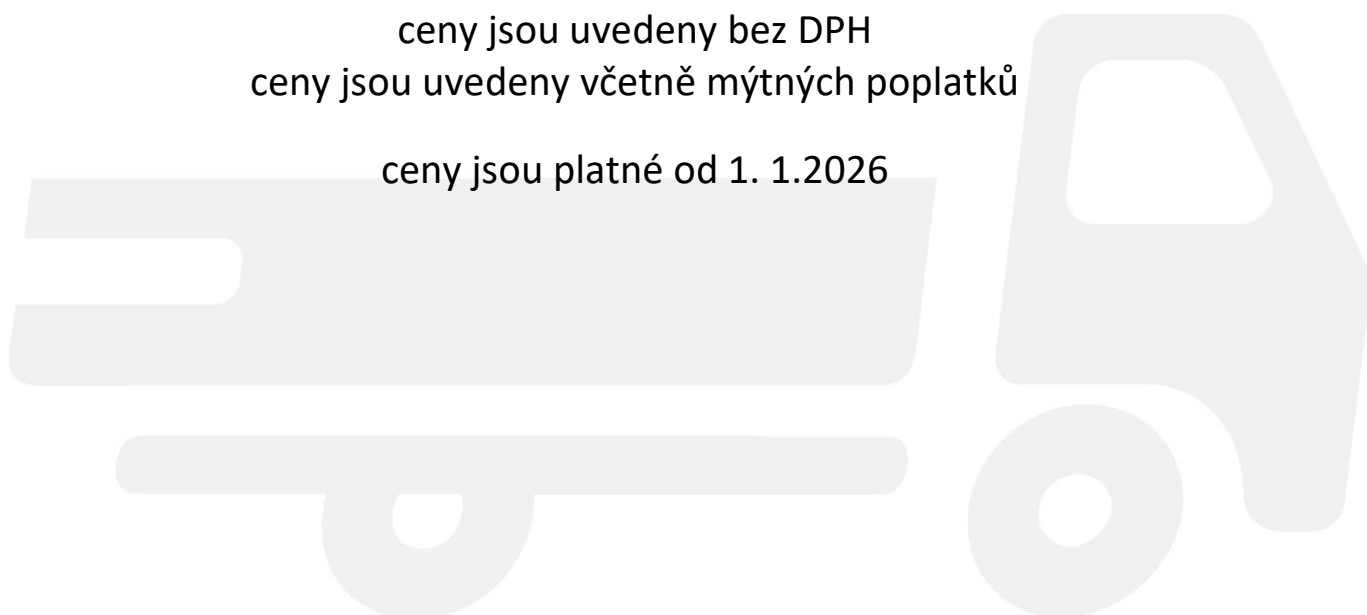 ceny jsou uvedeny bez DPH
ceny jsou uvedeny včetně mýtných poplatků
ceny jsou platné od 1. 1.2026